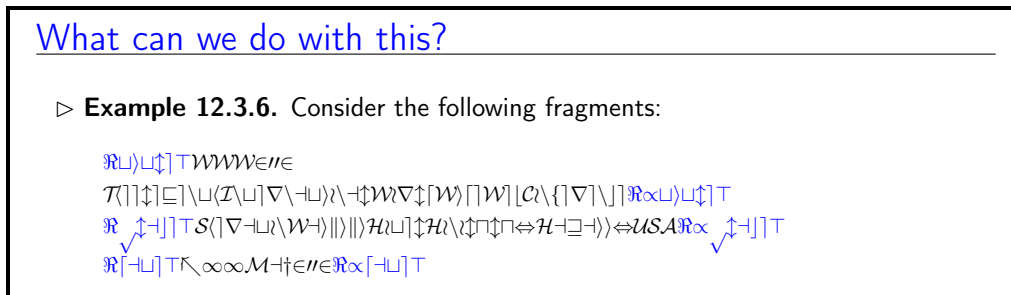 What can we do with this?
▷ Example 12.3.6. Consider the following fragments:
ℜ⊔⟩⊔↕⌉⊤𝒲𝒲𝒲∈′′∈
𝒯⟨⌉⌉↕⌉⊑⌉∖⊔⟨ℐ∖⊔⌉∇∖⊣⊔⟩≀∖⊣↕𝒲≀∇↕⌈𝒲⟩⌈⌉𝒲⌉⌊𝒞≀∖{⌉∇⌉∖⌋⌉ℜ∝⊔⟩⊔↕⌉⊤
ℜ√↕⊣⌋⌉⊤𝒮⟨⌉∇⊣⊔≀∖𝒲⊣⟩∥⟩∥⟩ℋ≀⊔⌉↕ℋ≀∖≀↕⊓↕⊓⇔ℋ⊣⊒⊣⟩⟩⇔𝒰𝒮𝒜ℜ∝√↕⊣⌋⌉⊤
ℜ⌈⊣⊔⌉⊤↖∞∞ℳ⊣†∈′′∈ℜ∝⌈⊣⊔⌉⊤